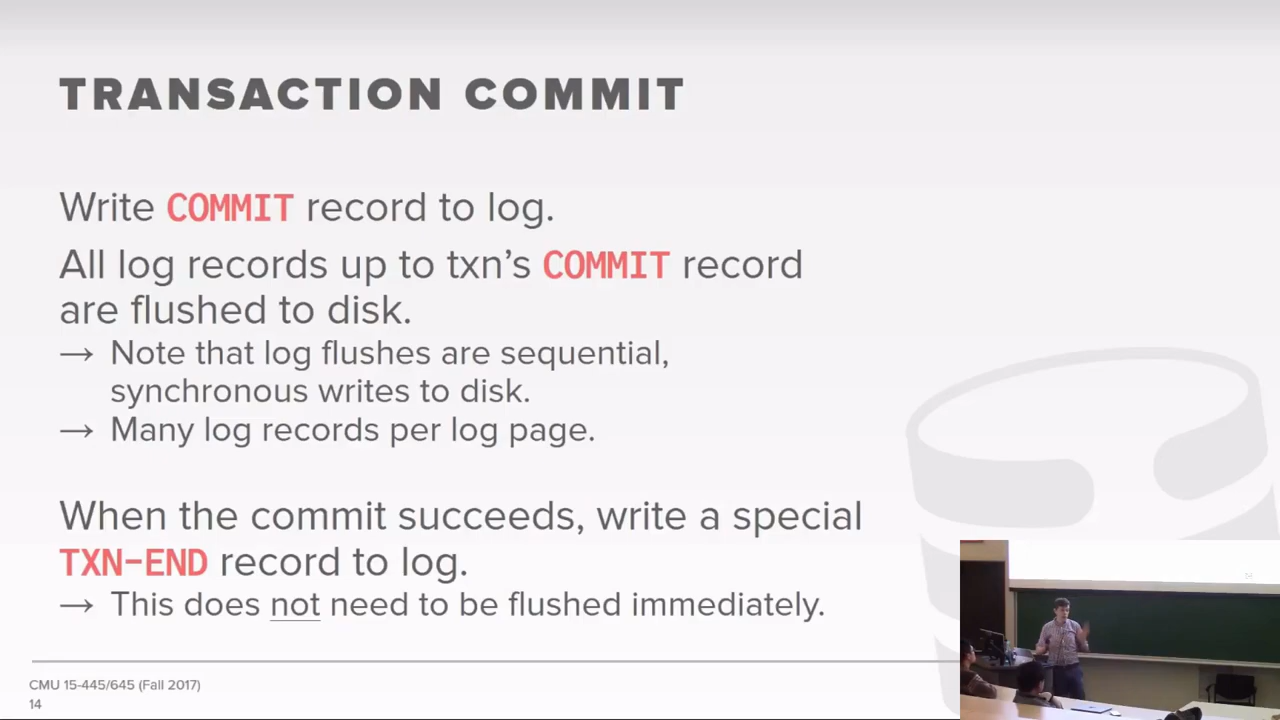 TRANSACTION COMMIT
Write COMMIT record to log.
All log records up to txn's COMMIT record
are flushed to disk.
→ Note that log flushes are sequential,
synchronous writes to disk.
→ Many log records per log page.
When the commit succeeds, write a special
TXN-END record to log.
→ This does not need to be flushed immediately.
CMU 15-445/645 (Fall 2017)
14